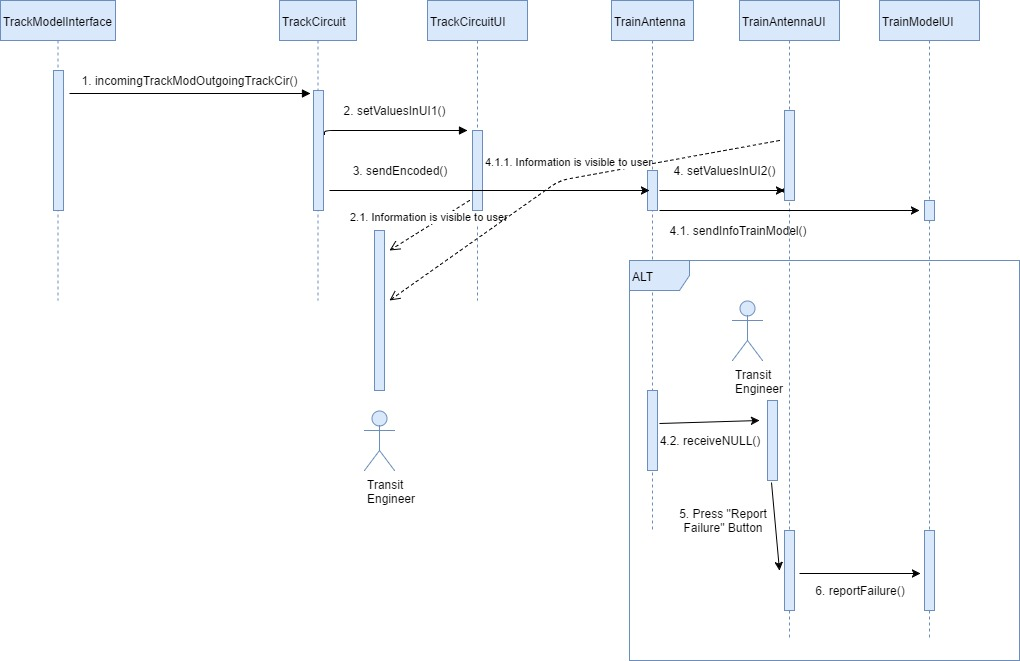 TrackModelInterface
TrackCircuit
TrackCircuitUI
TrainAntenna
TrainAntennaUI
TrainModelUI
1. incomingTrackModOutgoingTrackCir()
2. setValuesInUI1()
4.1.1. Information is visible to user
3. sendEncoded()
4. setValuesInUI2()
2.1. Information is visible to user
4.1. sendInfoTrainModel()
ALT
Transit
Engineer
4.2. receiveNULL()
Transit
Engineer
5. Press "Report
Failure" Button
6. reportFailure()